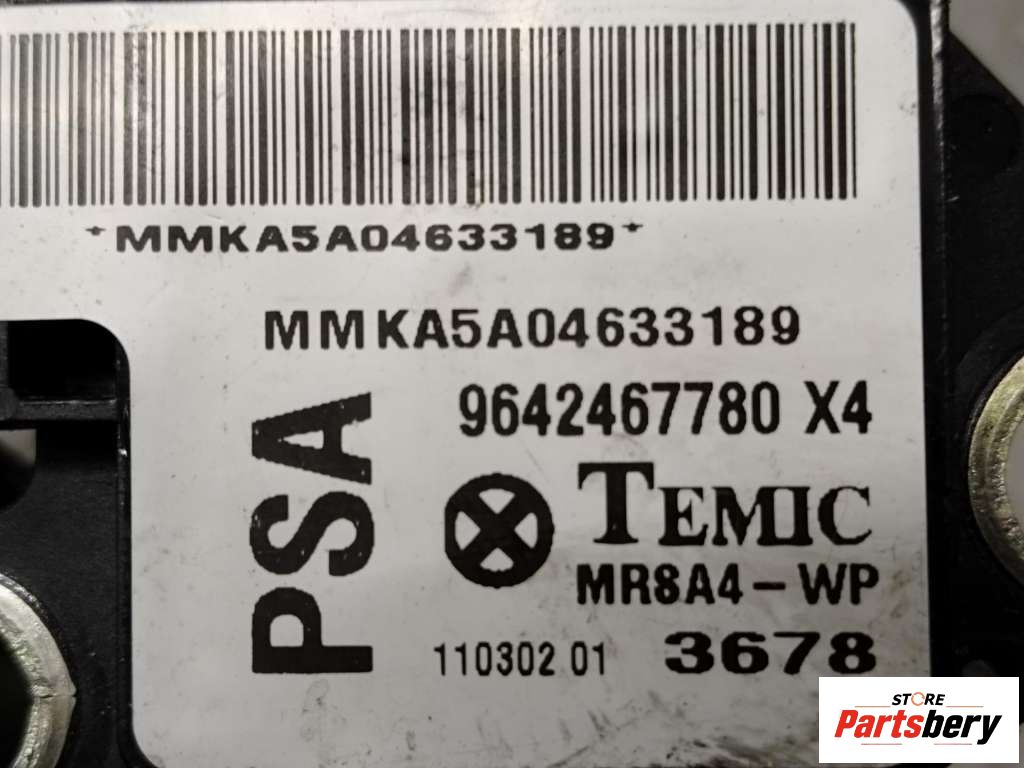 *MMKA5A04633189*
MMKA5A04633189
9642467780 X4
PSA
TEMIC
MR8A4-WP
110302 01 3678
STORE
Partsbery